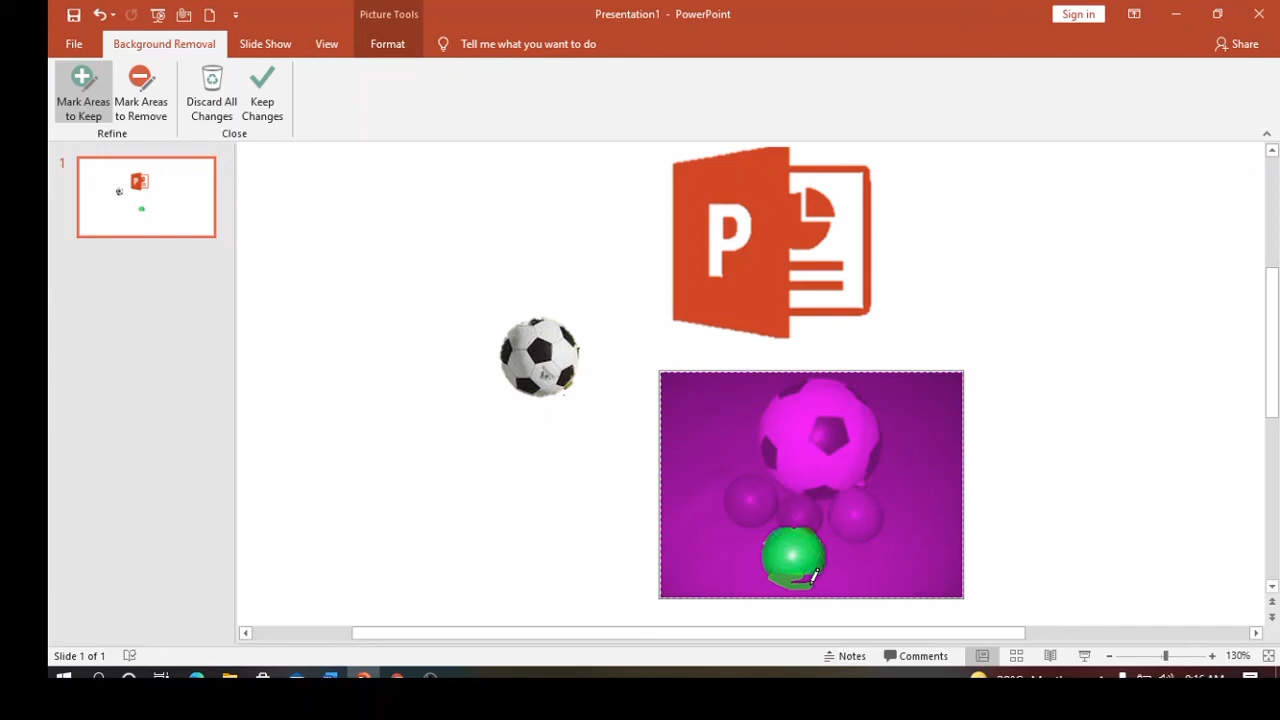 Picture Tools
Presentation1 - PowerPoint
Sign in
File
Background Removal
Slide Show
View
Format
Tell me what you want to do
Share
Mark Areas to Keep
Mark Areas to Remove
Discard All Changes
Keep Changes
Refine
Close
1
P
Slide 1 of 1
Notes
Comments
130%